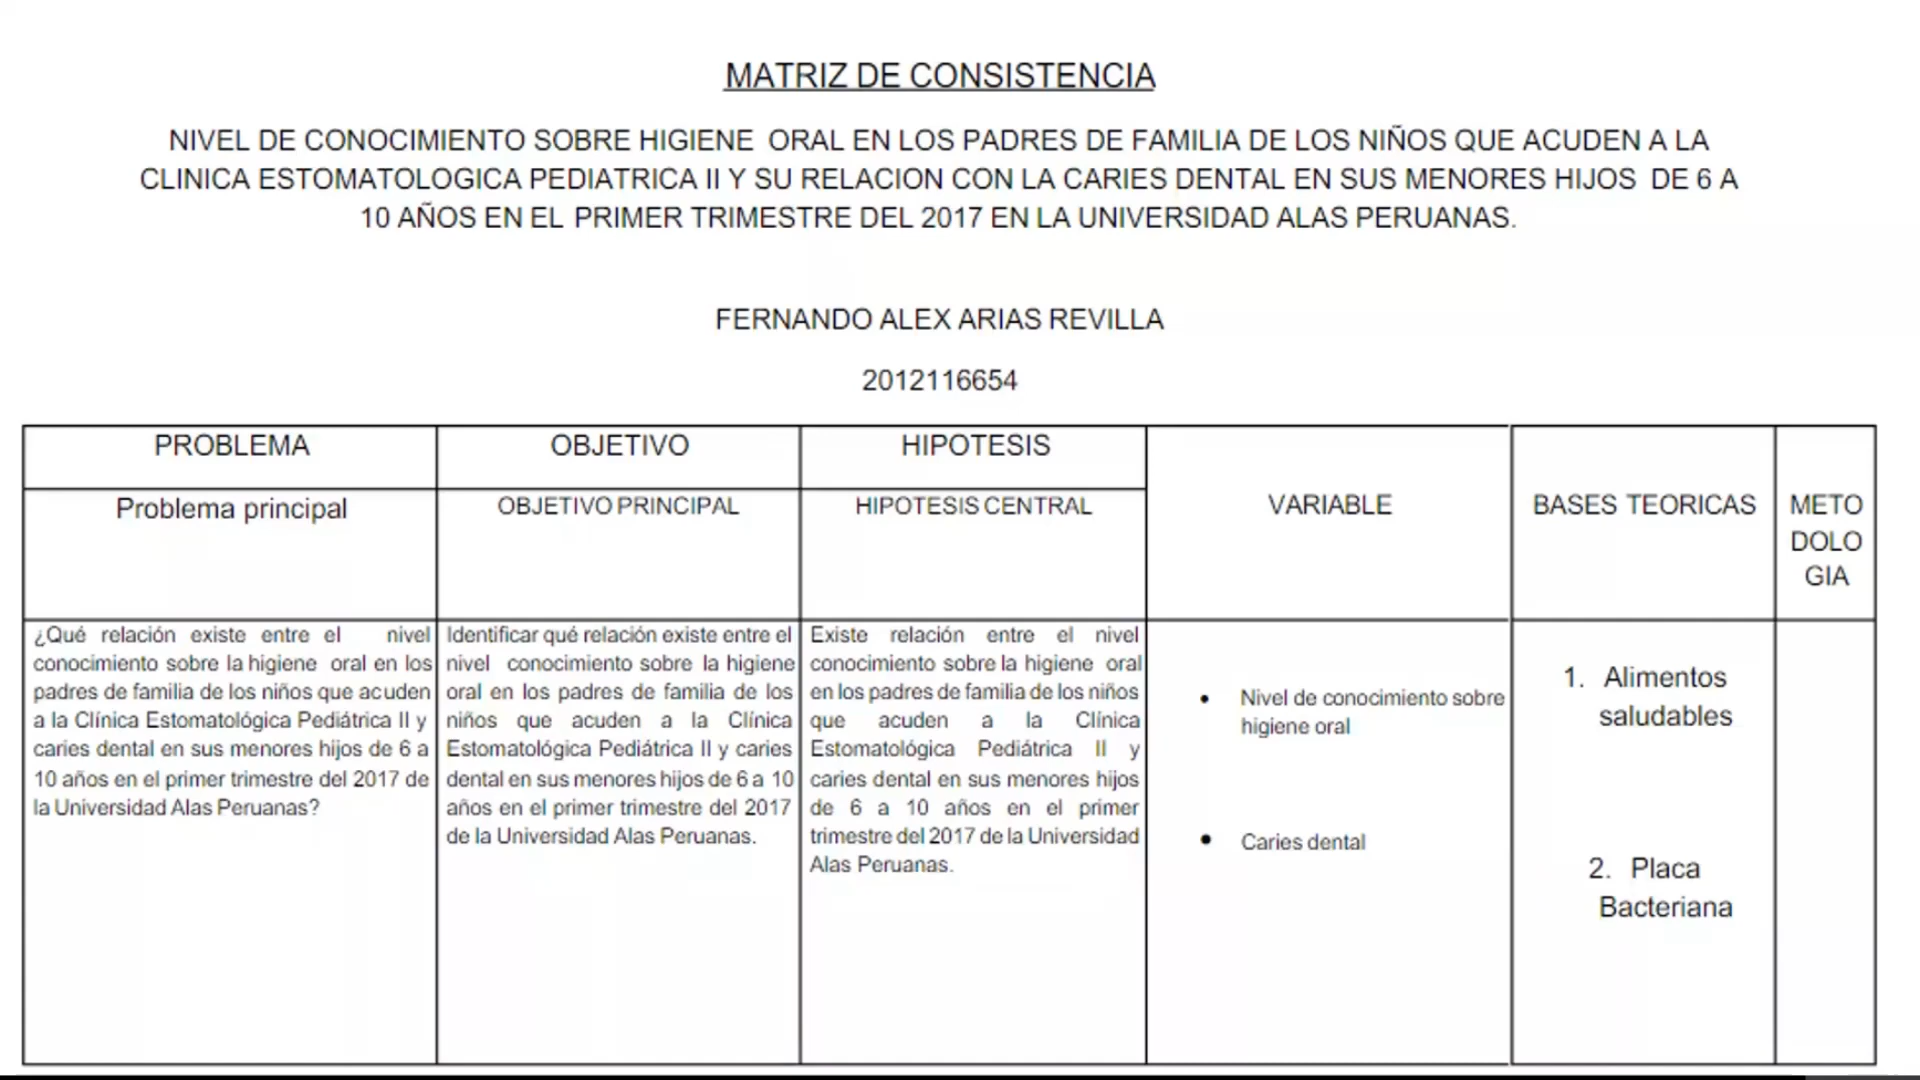 MATRIZ DE CONSISTENCIA
NIVEL DE CONOCIMIENTO SOBRE HIGIENE ORAL EN LOS PADRES DE FAMILIA DE LOS NIÑOS QUE ACUDEN A LA
CLINICA ESTOMATOLOGICA PEDIATRICA II Y SU RELACION CON LA CARIES DENTAL EN SUS MENORES HIJOS DE 6 A
10 AÑOS EN EL PRIMER TRIMESTRE DEL 2017 EN LA UNIVERSIDAD ALAS PERUANAS.
FERNANDO ALEX ARIAS REVILLA
2012116654
PROBLEMA
OBJETIVO
HIPOTESIS
Problema principal
OBJETIVO PRINCIPAL
HIPOTESIS CENTRAL
VARIABLE
BASES TEORICAS
METO
DOLO
GIA
¿Qué relación existe entre el nivel
conocimiento sobre la higiene oral en los
padres de familia de los niños que acuden
a la Clínica Estomatológica Pediátrica II y
caries dental en sus menores hijos de 6 a
10 años en el primer trimestre del 2017 de
la Universidad Alas Peruanas?
Identificar qué relación existe entre el
nivel conocimiento sobre la higiene
oral en los padres de familia de los
niños que acuden a la Clínica
Estomatológica Pediátrica II y caries
dental en sus menores hijos de 6 a 10
años en el primer trimestre del 2017
de la Universidad Alas Peruanas.
Existe relación entre el nivel
conocimiento sobre la higiene oral
en los padres de familia de los niños
que acuden a la Clínica
Estomatológica Pediátrica II y
caries dental en sus menores hijos
de 6 a 10 años en el primer
trimestre del 2017 de la Universidad
Alas Peruanas.
• Nivel de conocimiento sobre
higiene oral
• Caries dental
1. Alimentos
saludables
2. Placa
Bacteriana